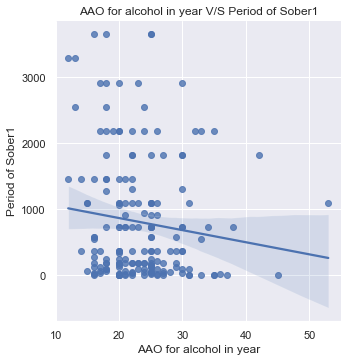 AAO for alcohol in year V/S Period of Sober1
Period of Sober1
3000
2000
1000
0
10 20 30 40 50
AAO for alcohol in year